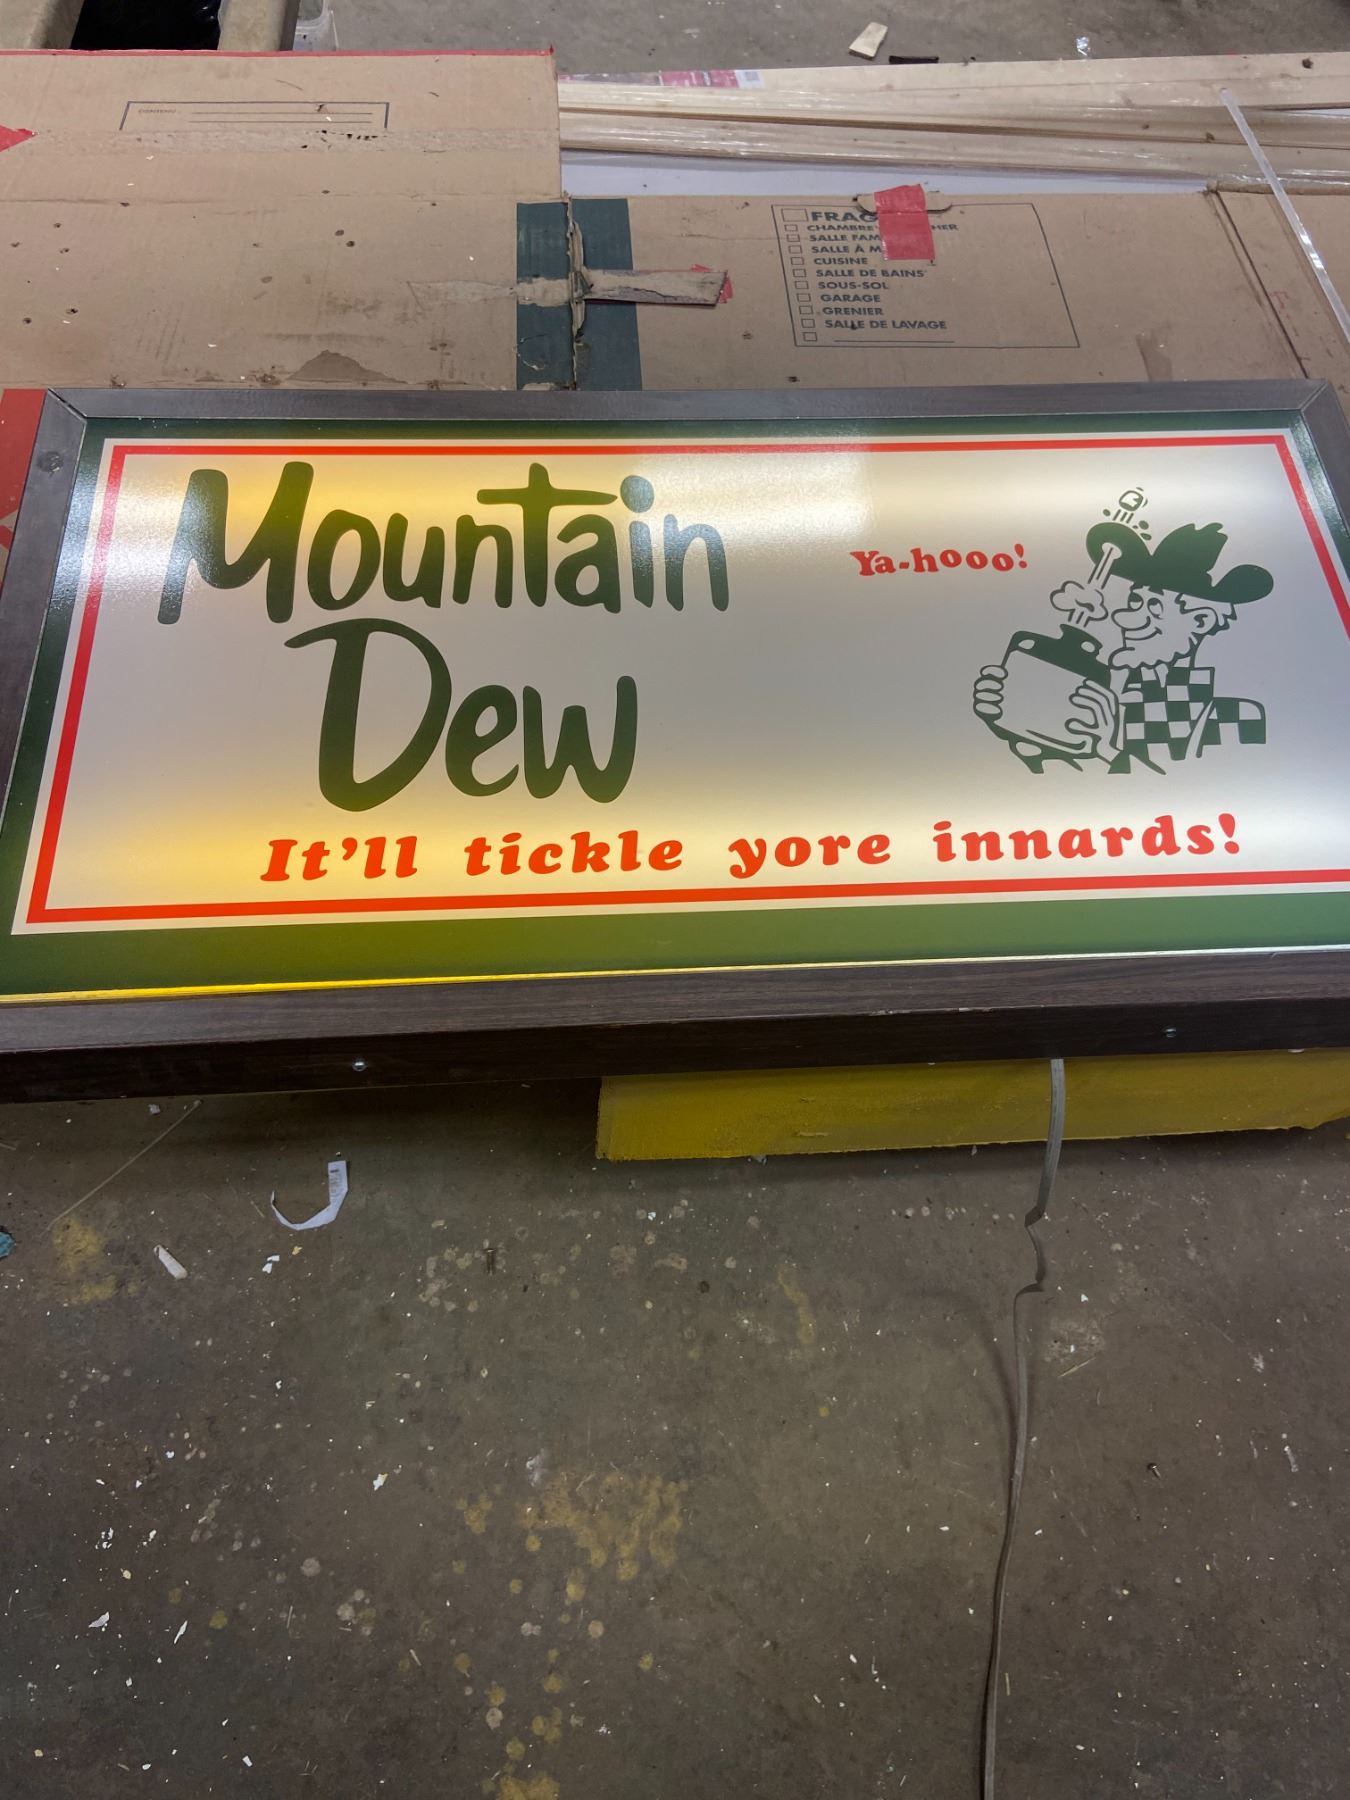 CONTENU :
FRAG
CHAMBRE
SALLE FAM
SALLE À M
CUISINE
SALLE DE BAINS
SOUS-SOL
GARAGE
GRENIER
SALLE DE LAVAGE
Mountain
Dew
Ya-hooo!
It'll tickle yore innards!